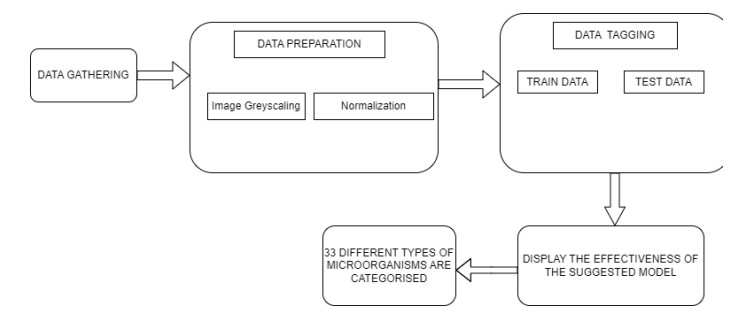 DATA GATHERING
DATA PREPARATION
Image Greyscaling
Normalization
DATA TAGGING
TRAIN DATA
TEST DATA
DISPLAY THE EFFECTIVENESS OF
THE SUGGESTED MODEL
33 DIFFERENT TYPES OF
MICROORGANISMS ARE
CATEGORISED